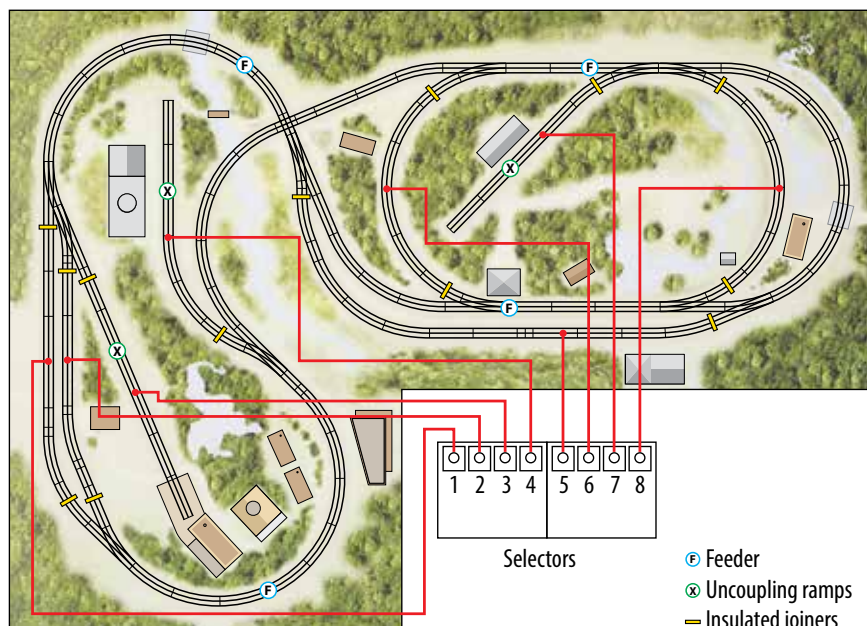 F
F
X
X
F
X
F
1 2 3 4 5 6 7 8
Selectors
F Feeder
X Uncoupling ramps
Insulated joiners